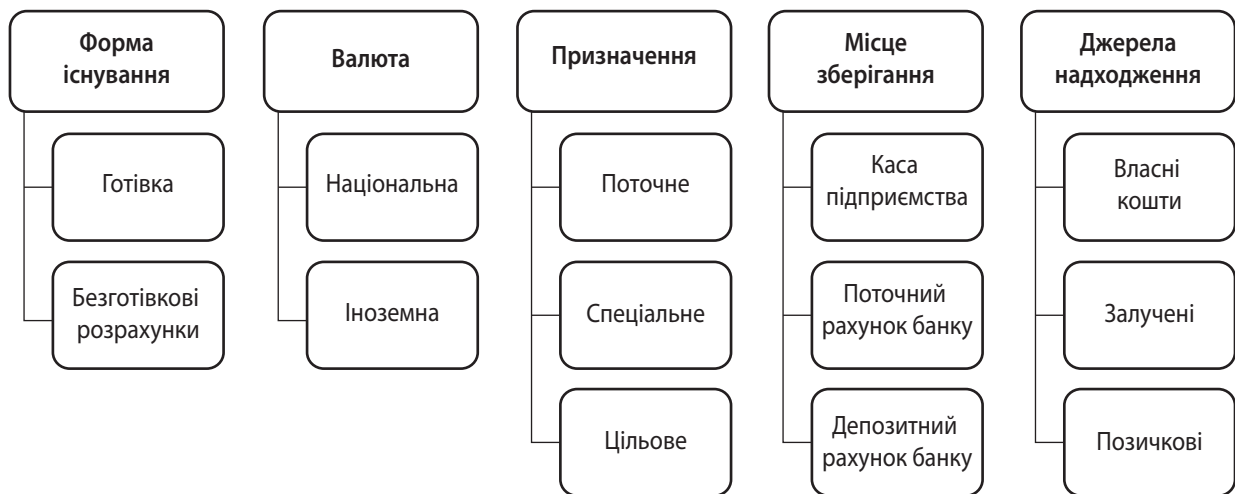 Форма
існування
Готівка
Безготівкові
розрахунки
Валюта
Національна
Іноземна
Призначення
Поточне
Спеціальне
Цільове
Місце
зберігання
Каса
підприємства
Поточний
рахунок банку
Депозитний
рахунок банку
Джерела
надходження
Власні
кошти
Залучені
Позичкові